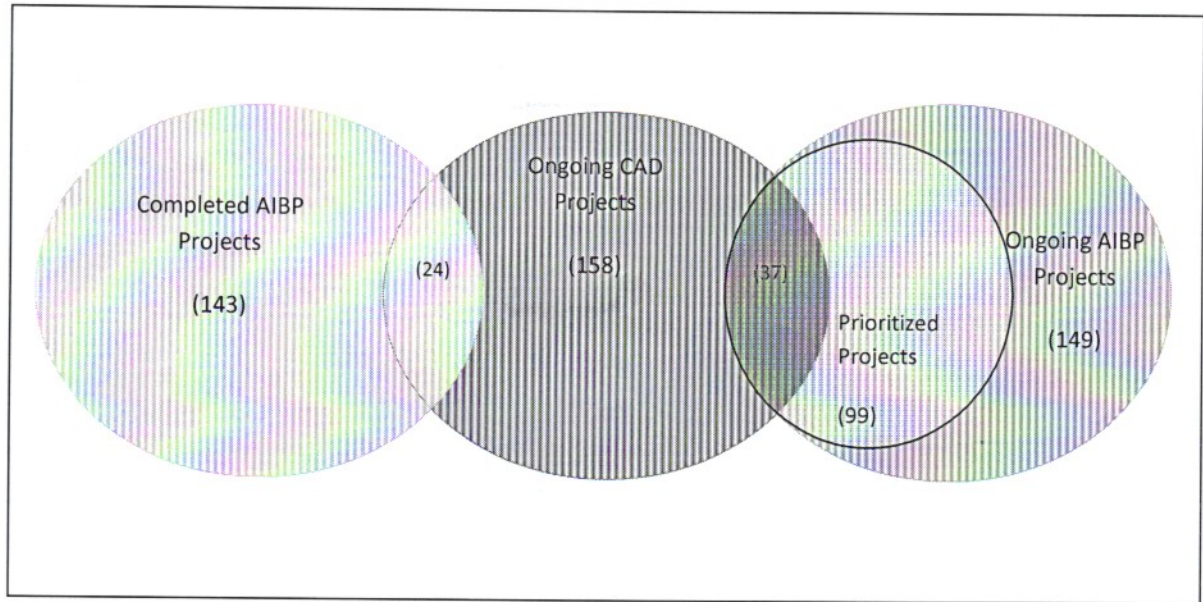 Completed AIBP
Projects
(143)
(24)
Ongoing CAD
Projects
(158)
(37)
Prioritized
Projects
(99)
Ongoing AIBP
Projects
(149)